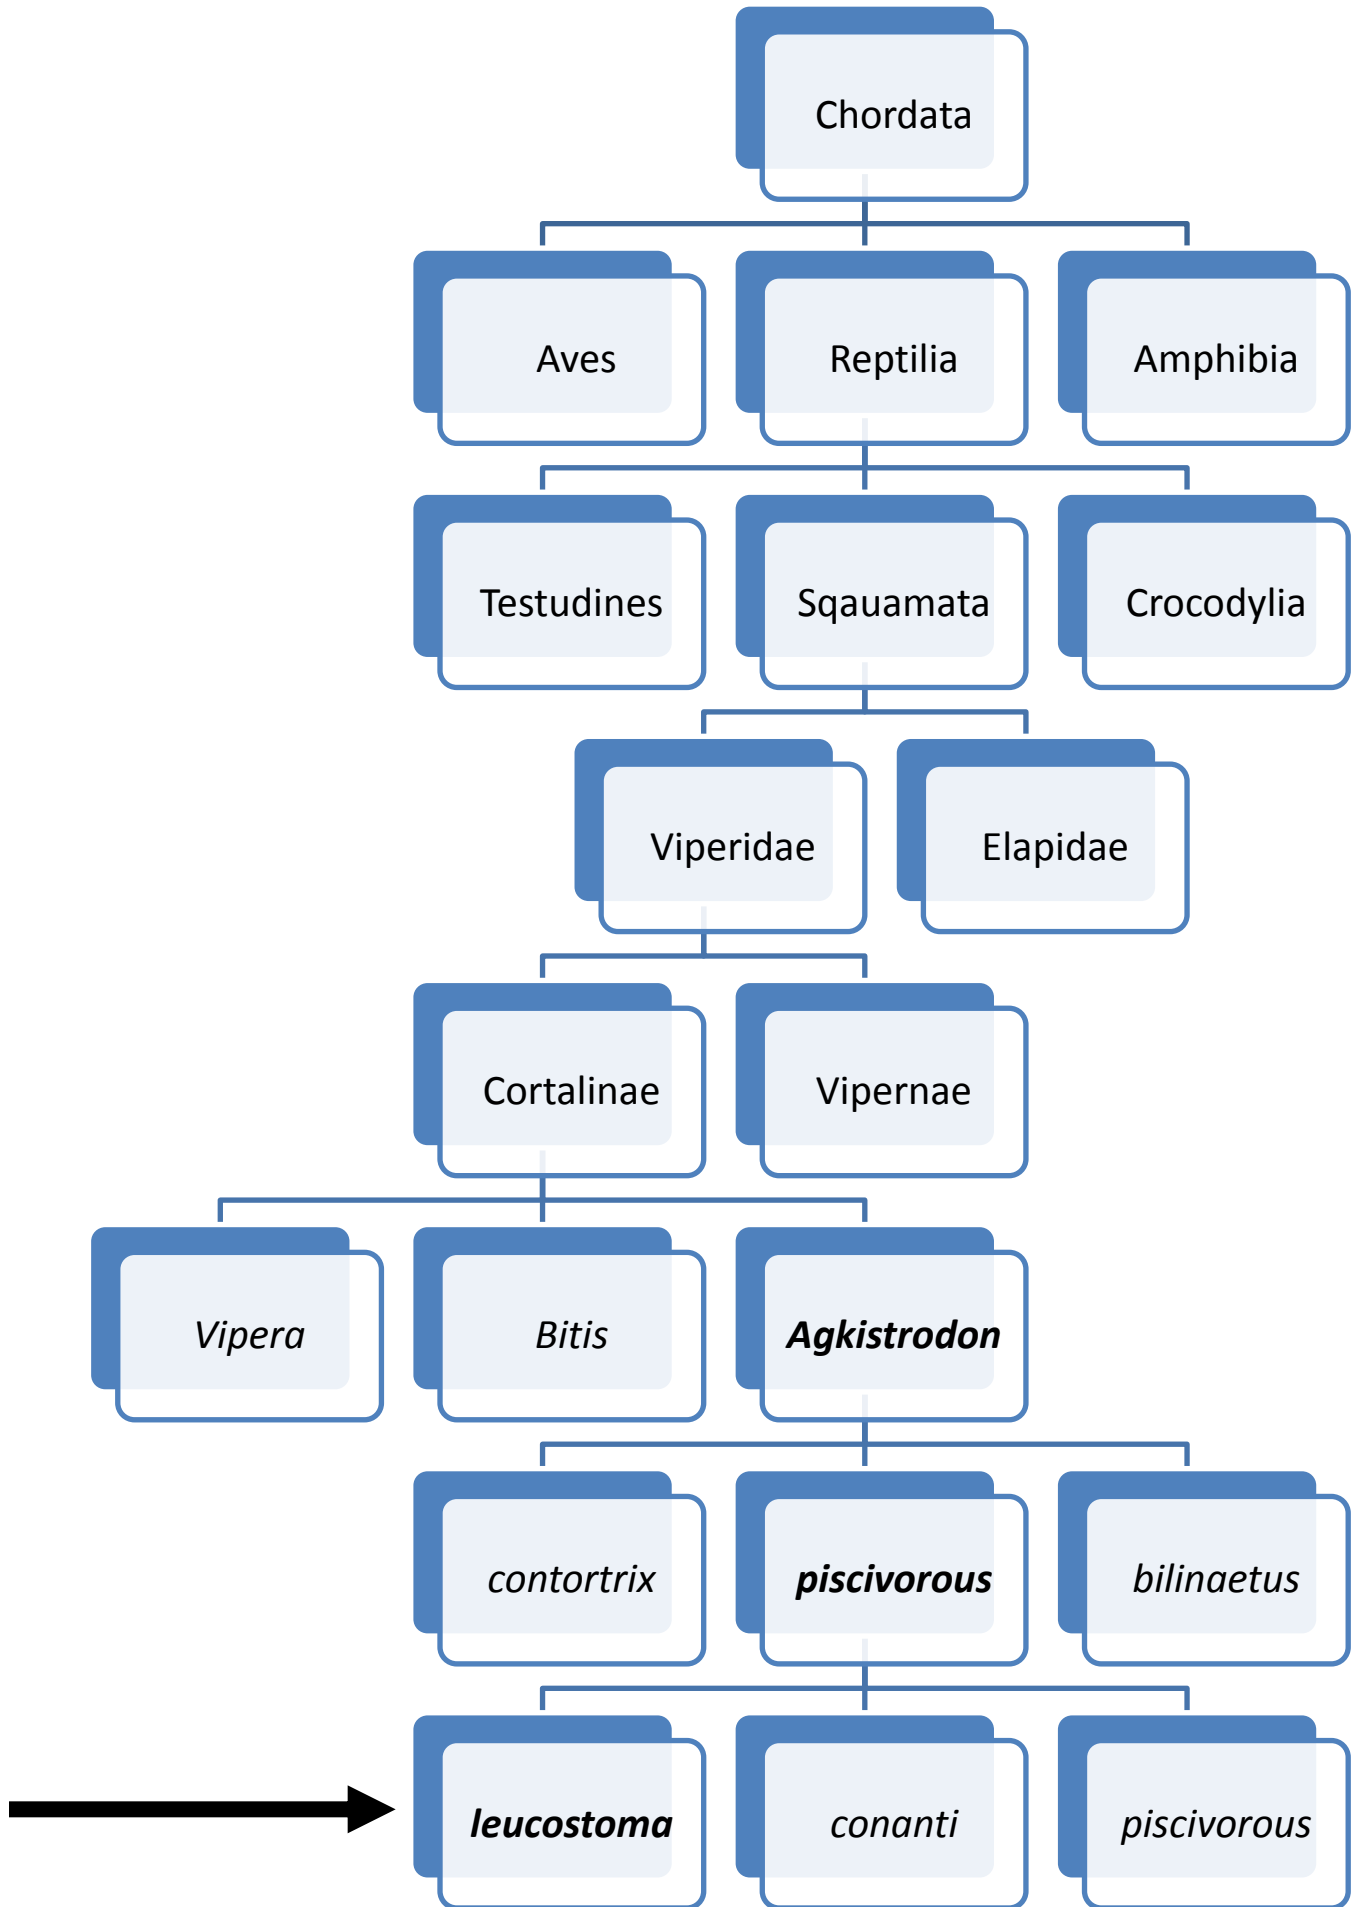 Chordata
Aves
Reptilia
Amphibia
Testudines
Sqauamata
Crocodylia
Viperidae
Elapidae
Cortalinae
Vipernae
Vipera
Bitis
Agkistrodon
contortrix
piscivorous
bilinaetus
leucostoma
conanti
piscivorous